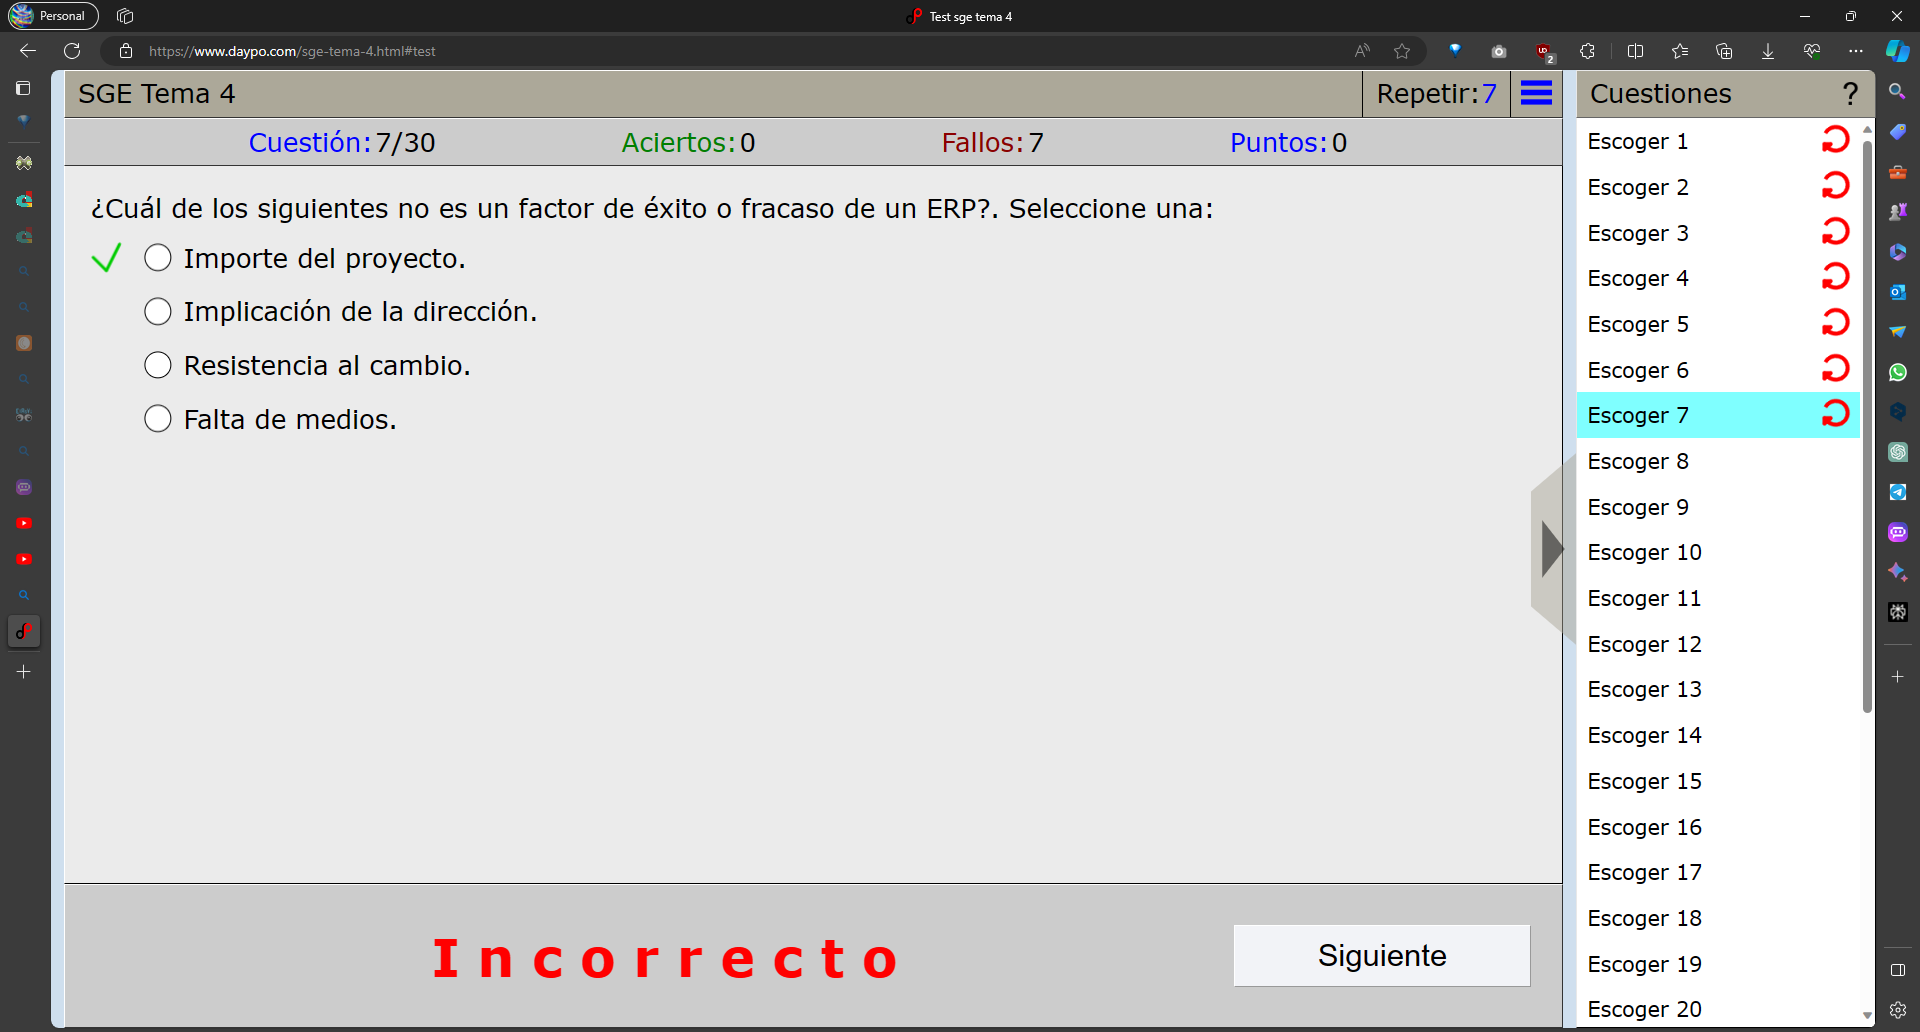 Personal
Test sge tema 4
https://www.daypo.com/sge-tema-4.html#test
2
SGE Tema 4
Repetir:7
Cuestiones
?
Cuestión:7/30
Aciertos:0
Fallos:7
Puntos:0
¿Cuál de los siguientes no es un factor de éxito o fracaso de un ERP?. Seleccione una:
Importe del proyecto.
Implicación de la dirección.
Resistencia al cambio.
Falta de medios.
Incorrecto
Siguiente
Escoger 1
Escoger 2
Escoger 3
Escoger 4
Escoger 5
Escoger 6
Escoger 7
Escoger 8
Escoger 9
Escoger 10
Escoger 11
Escoger 12
Escoger 13
Escoger 14
Escoger 15
Escoger 16
Escoger 17
Escoger 18
Escoger 19
Escoger 20